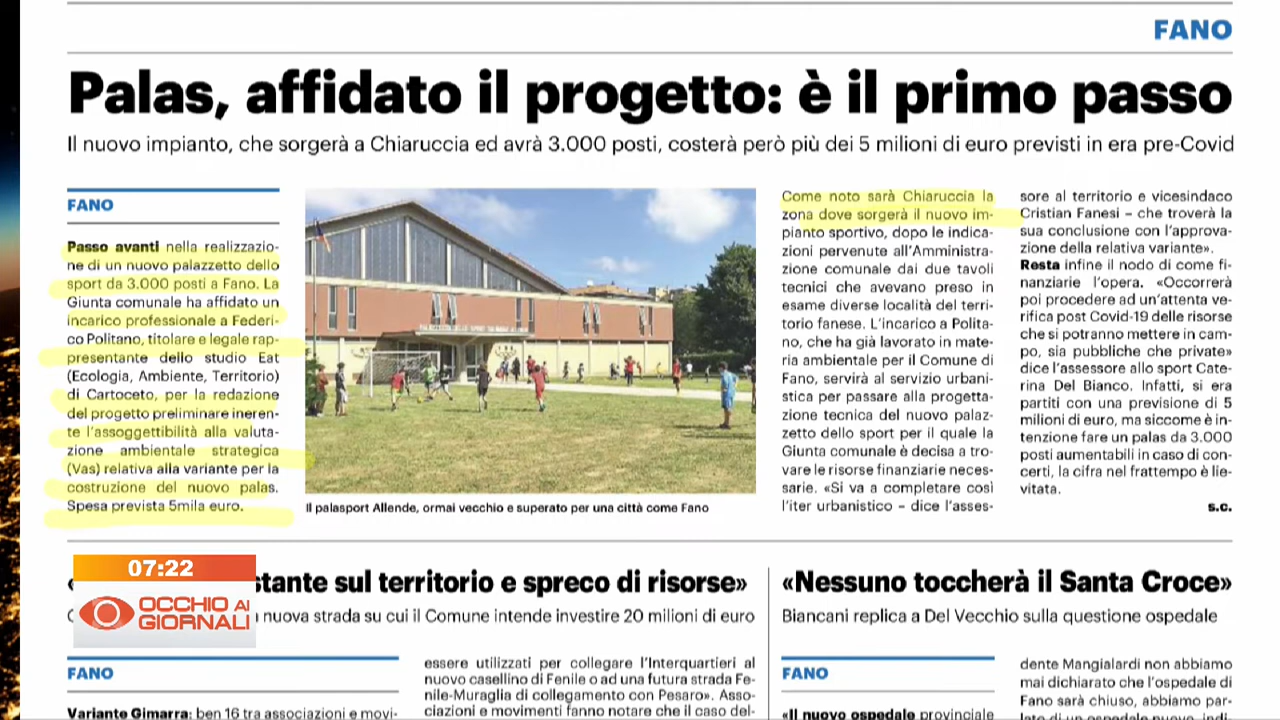 FANO
Palas, affidato il progetto: è il primo passo
Il nuovo impianto, che sorgerà a Chiaruccia ed avrà 3.000 posti, costerà però più dei 5 milioni di euro previsti in era pre-Covid
FANO
Passo avanti nella realizzazio-
ne di un nuovo palazzetto dello
sport da 3.000 posti a Fano. La
Giunta comunale ha affidato un
incarico professionale a Federi-
co Politano, titolare e legale rap-
presentante dello studio Eat
(Ecologia, Ambiente, Territorio)
di Cartoceto, per la redazione
del progetto preliminare ineren-
te l'assoggettibilità alla valuta-
zione ambientale strategica
(Vas) relativa alla variante per la
costruzione del nuovo palas.
Spesa prevista 5mila euro.
Il palasport Allende, ormai vecchio e superato per una città come Fano
Come noto sarà Chiaruccia la
zona dove sorgerà il nuovo im-
pianto sportivo, dopo le indica-
zioni pervenute all'Amministra-
zione comunale dai due tavoli
tecnici che avevano preso in
esame diverse località del terri-
torio fanese. L'incarico a Polita-
no, che ha già lavorato in mate-
ria ambientale per il Comune di
Fano, servirà al servizio urbani-
stica per passare alla progetta-
zione tecnica del nuovo palaz-
zetto dello sport per il quale la
Giunta comunale è decisa a tro-
vare le risorse finanziarie neces-
sarie. «Si va a completare così
l'iter urbanistico – dice l'asses-
sore al territorio e vicesindaco
Cristian Fanesi – che troverà la
sua conclusione con l'approva-
zione della relativa variante».
Resta infine il nodo di come fi-
nanziarie l'opera. «Occorrerà
poi procedere ad un'attenta ve-
rifica post Covid-19 delle risorse
che si potranno mettere in cam-
po, sia pubbliche che private»
dice l'assessore allo sport Cate-
rina Del Bianco. Infatti, si era
partiti con una previsione di 5
milioni di euro, ma siccome è in-
tenzione fare un palas da 3.000
posti aumentabili in caso di con-
certi, la cifra nel frattempo è lie-
vitata.
s.c.
07:22
OCCHIO AI
GIORNALI
stante sul territorio e spreco di risorse»
nuova strada su cui il Comune intende investire 20 milioni di euro
FANO
Variante Gimarra: ben 16 tra associazioni e movi-
essere utilizzati per collegare l'Interquartieri al
nuovo casellino di Fenile o ad una futura strada Fe-
nile-Muraglia di collegamento con Pesaro». Asso-
ciazioni e movimenti fanno notare che il caso del-
«Nessuno toccherà il Santa Croce»
Biancani replica a Del Vecchio sulla questione ospedale
FANO
«Il nuovo ospedale provinciale
dente Mangialardi non abbiamo
mai dichiarato che l'ospedale di
Fano sarà chiuso, abbiamo par-